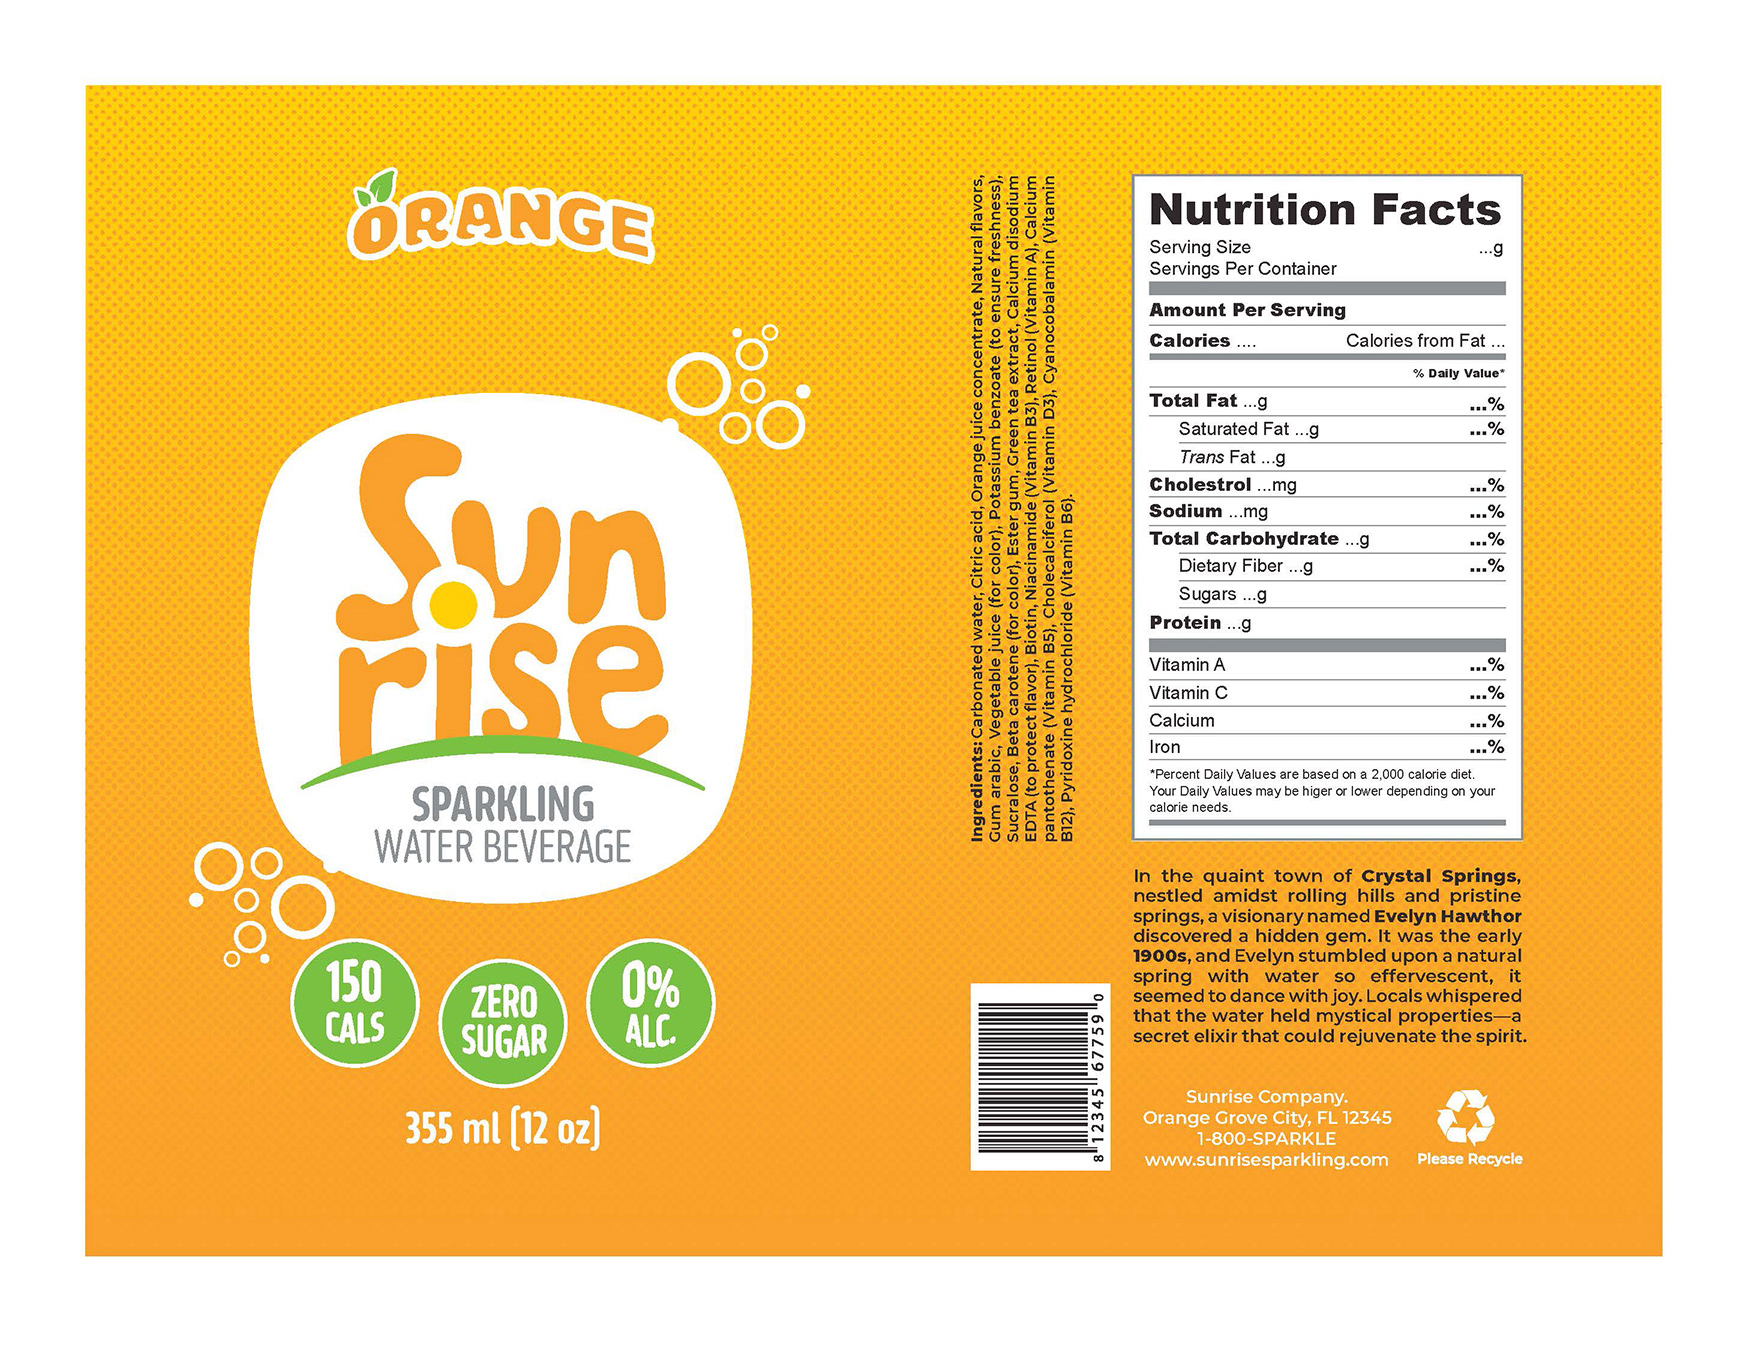 ORANGE
Sun
rise
SPARKLING
WATER BEVERAGE
150
CALS
ZERO
SUGAR
0%
ALC.
355 ml (12 oz)
Ingredients: Carbonated water, Citric acid, Orange juice concentrate, Natural flavors,
Gum arabic, Vegetable juice (for color), Potassium benzoate (to ensure freshness),
Sucralose, Beta carotene (for color), Ester gum, Green tea extract, Calcium disodium
EDTA (to protect flavor), Biotin, Niacinamide (Vitamin B3), Retinol (Vitamin A), Calcium
pantothenate (Vitamin B5), Cholecalciferol (Vitamin D3), Cyanocobalamin (Vitamin
B12), Pyridoxine hydrochloride (Vitamin B6).
8 12345 67759 0
Nutrition Facts
Serving Size ...g
Servings Per Container
Amount Per Serving
Calories .... Calories from Fat ...
% Daily Value*
Total Fat ...g ...%
Saturated Fat ...g ...%
Trans Fat ...g
Cholestrol ...mg ...%
Sodium ...mg ...%
Total Carbohydrate ...g ...%
Dietary Fiber ...g ...%
Sugars ...g
Protein ...g
Vitamin A ...%
Vitamin C ...%
Calcium ...%
Iron ...%
*Percent Daily Values are based on a 2,000 calorie diet.
Your Daily Values may be higer or lower depending on your
calorie needs.
In the quaint town of Crystal Springs,
nestled amidst rolling hills and pristine
springs, a visionary named Evelyn Hawthor
discovered a hidden gem. It was the early
1900s, and Evelyn stumbled upon a natural
spring with water so effervescent, it
seemed to dance with joy. Locals whispered
that the water held mystical properties—a
secret elixir that could rejuvenate the spirit.
Sunrise Company.
Orange Grove City, FL 12345
1-800-SPARKLE
www.sunrisesparkling.com
Please Recycle